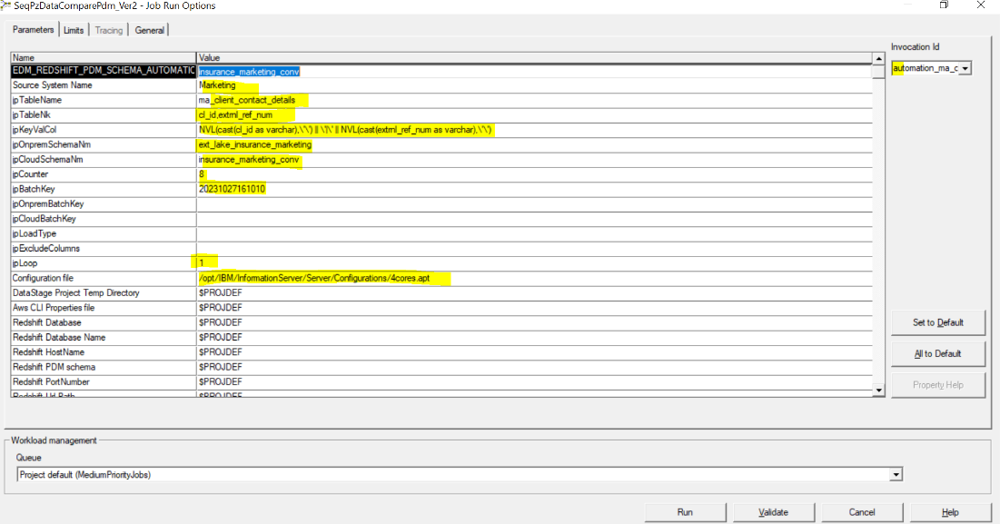 SeqPzDataComparePdm_Ver2 - Job Run Options
Parameters Limits Tracing General
Invocation Id
automation_ma_c
Name Value
EDM_REDSHIFT_PDM_SCHEMA_AUTOMATIC insurance_marketing_conv
Source System Name Marketing
jpTableName ma_client_contact_details
jpTableNk cl_id,extrnl_ref_num
jpKeyValCol NVL(cast(cl_id as varchar),\'\') || \'|\' || NVL(cast(extrnl_ref_num as varchar),\'\')
jpOnpremSchemaNm ext_lake_insurance_marketing
jpCloudSchemaNm insurance_marketing_conv
jpCounter 8
jpBatchKey 20231027161010
jpOnpremBatchKey
jpCloudBatchKey
jpLoadType
jpExcludeColumns
jpLoop 1
Configuration file /opt/IBM/InformationServer/Server/Configurations/4cores.apt
DataStage Project Temp Directory $PROJDEF
Aws CLI Properties file $PROJDEF
Redshift Database $PROJDEF
Redshift Database Name $PROJDEF
Redshift HostName $PROJDEF
Redshift PDM schema $PROJDEF
Redshift PortNumber $PROJDEF
Redshift Url Path $PROJDEF
Set to Default
All to Default
Property Help
Workload management
Queue
Project default (MediumPriorityJobs)
Run Validate Cancel Help